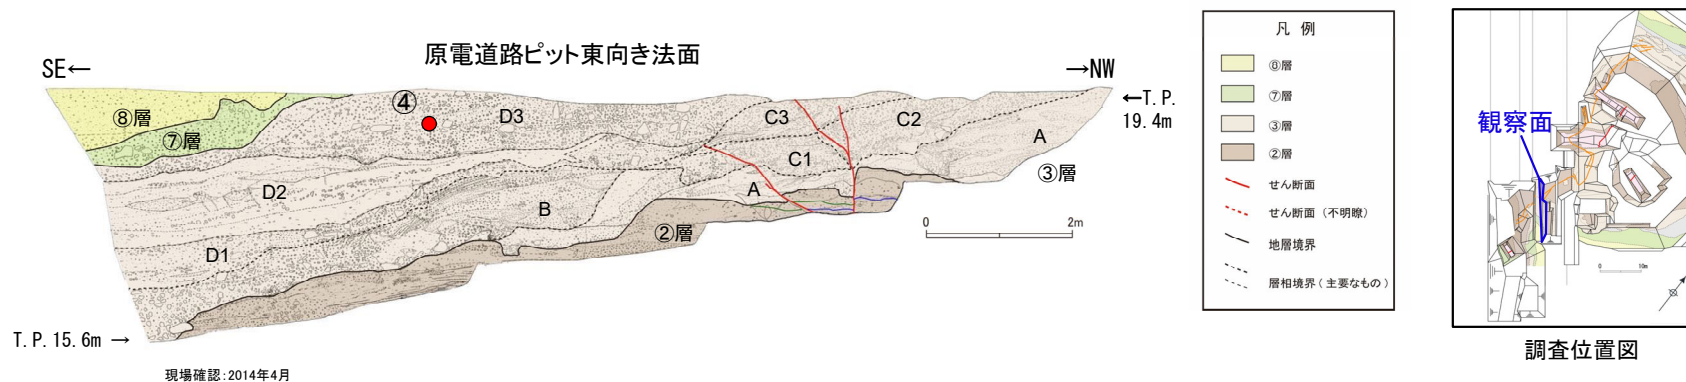 原電道路ピット東向き法面
SE←
→NW
←T.P.
19.4m
⑧層
⑦層
④
D3
C3
C2
A
C1
③層
D2
A
B
②層
D1
0 2m
T.P.15.6m →
現場確認:2014年4月
凡 例
⑧層
⑦層
③層
②層
せん断面
せん断面（不明瞭）
地層境界
層相境界（主要なもの）
観察面
0 10m
調査位置図